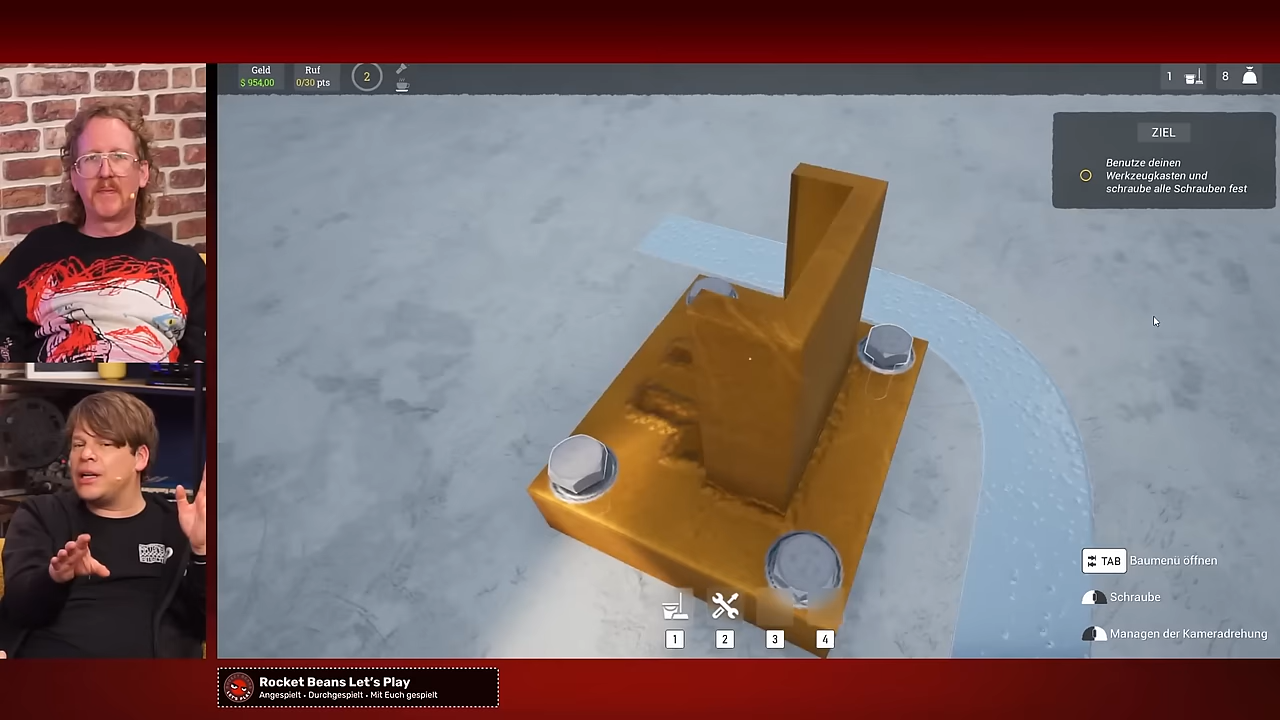 Geld
$ 954,00
Ruf
0/30 pts
2
1
8
ZIEL
Benutze deinen
Werkzeugkasten und
schraube alle Schrauben fest
TAB
Baumenü öffnen
Schraube
Managen der Kameradrehung
1
2
3
4
Rocket Beans Let's Play
Angespielt • Durchgespielt • Mit Euch gespielt